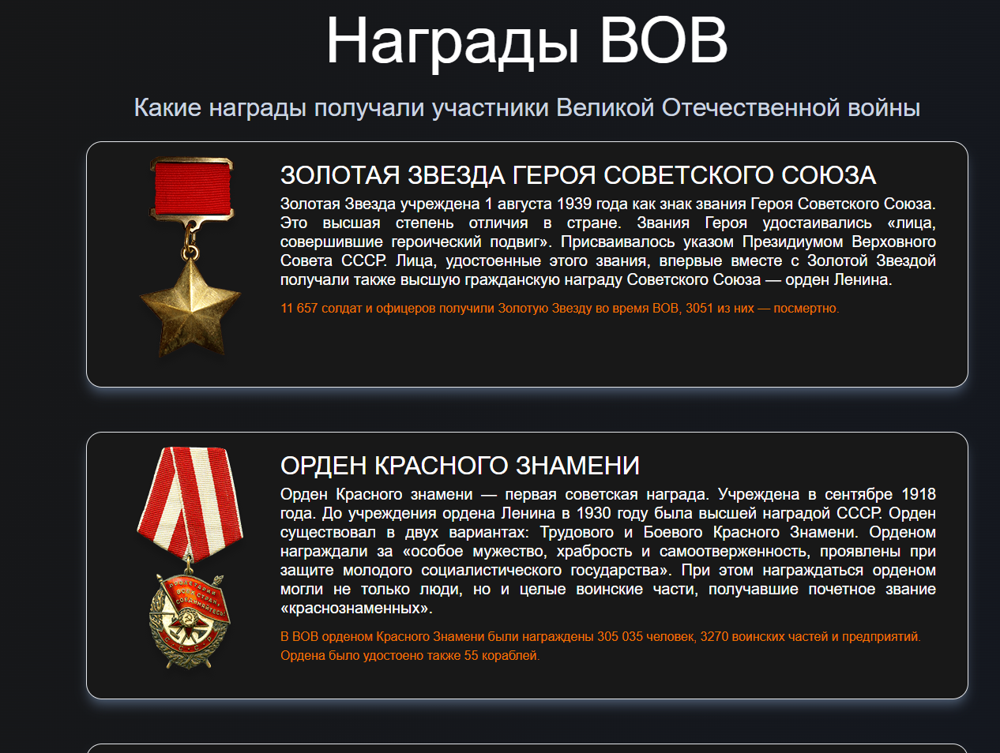 Награды ВОВ
Какие награды получали участники Великой Отечественной войны
ЗОЛОТАЯ ЗВЕЗДА ГЕРОЯ СОВЕТСКОГО СОЮЗА
Золотая Звезда учреждена 1 августа 1939 года как знак звания Героя Советского Союза.
Это высшая степень отличия в стране. Звания Героя удостаивались «лица,
совершившие героический подвиг». Присваивалось указом Президиумом Верховного
Совета СССР. Лица, удостоенные этого звания, впервые вместе с Золотой Звездой
получали также высшую гражданскую награду Советского Союза — орден Ленина.
11 657 солдат и офицеров получили Золотую Звезду во время ВОВ, 3051 из них — посмертно.
ОРДЕН КРАСНОГО ЗНАМЕНИ
Орден Красного знамени — первая советская награда. Учреждена в сентябре 1918
года. До учреждения ордена Ленина в 1930 году была высшей наградой СССР. Орден
существовал в двух вариантах: Трудового и Боевого Красного Знамени. Орденом
награждали за «особое мужество, храбрость и самоотверженность, проявлены при
защите молодого социалистического государства». При этом награждаться орденом
могли не только люди, но и целые воинские части, получавшие почетное звание
«краснознаменных».
В ВОВ орденом Красного Знамени были награждены 305 035 человек, 3270 воинских частей и предприятий.
Ордена было удостоено также 55 кораблей.
ПРОЛЕТАРИИ
ВСЕХ СТРАН,
СОЕДИНЯЙТЕСЬ!
С С С Р